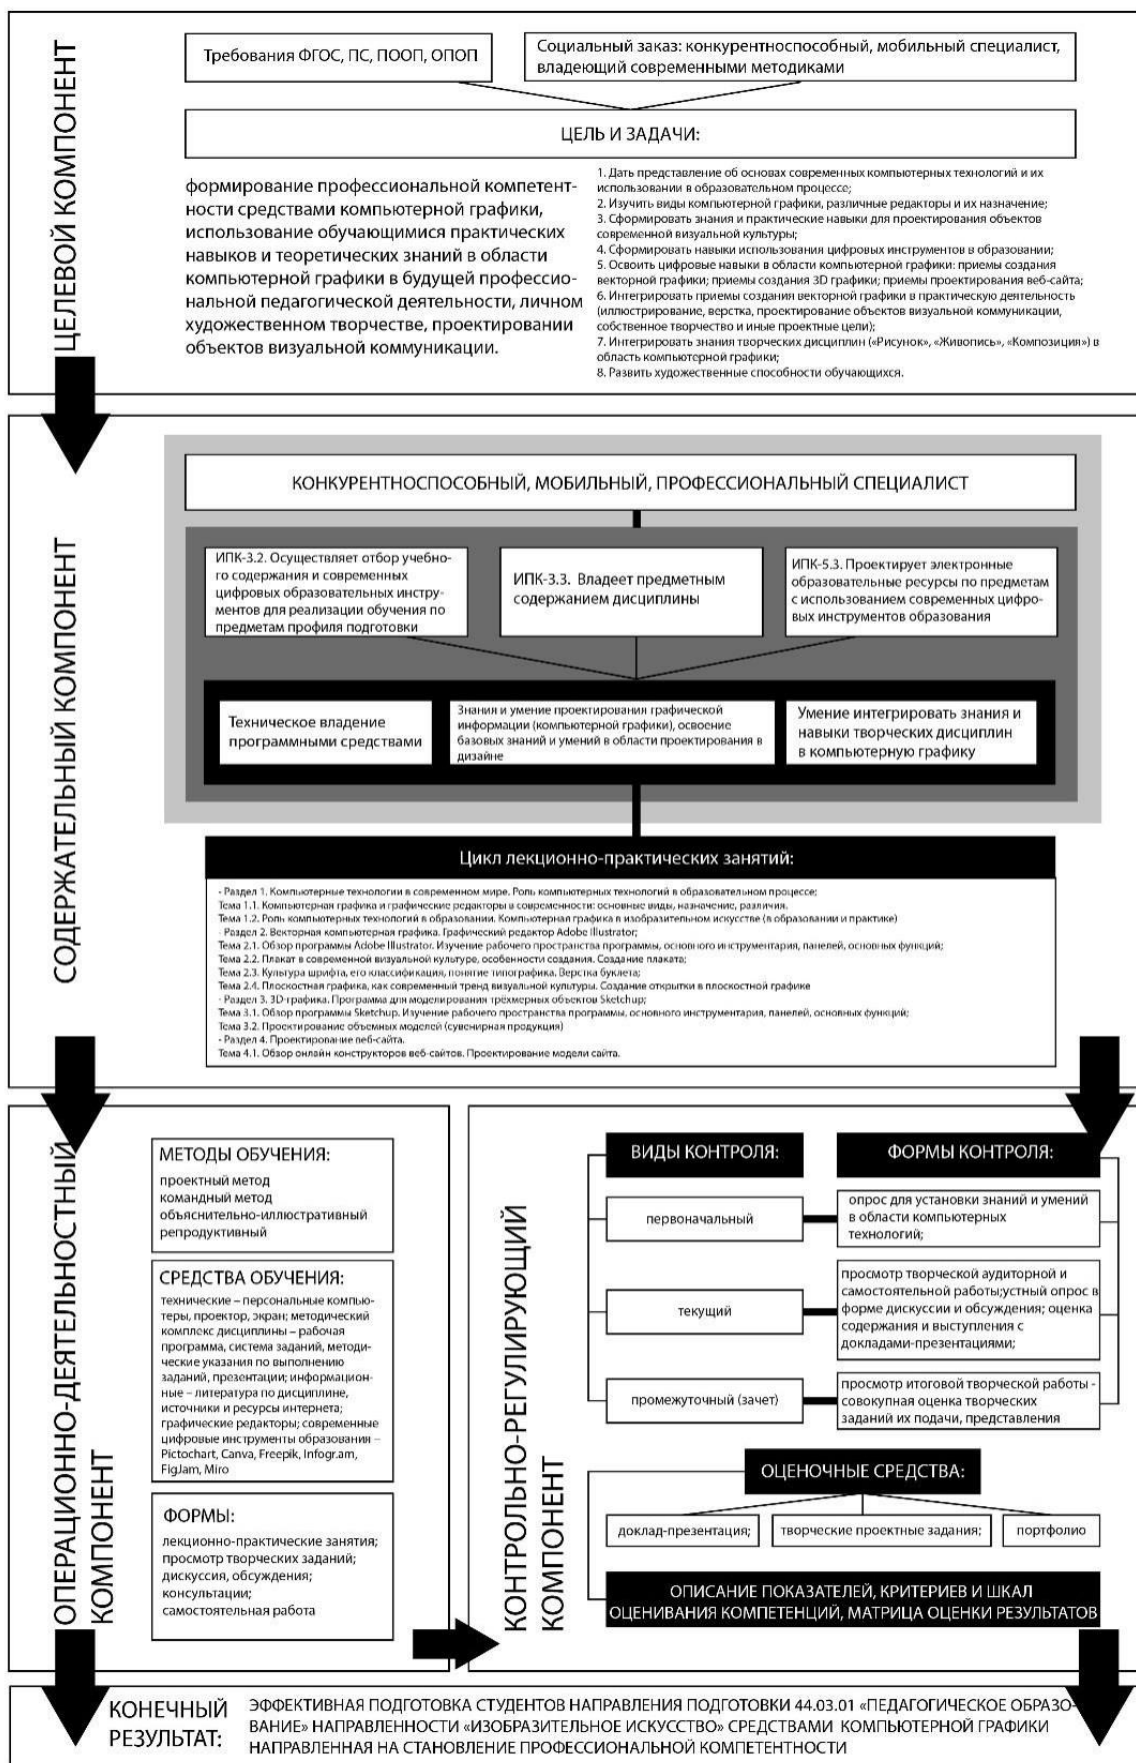 ЦЕЛЕВОЙ КОМПОНЕНТ
Требования ФГОС, ПС, ПООП, ОПОП
Социальный заказ: конкурентноспособный, мобильный специалист,
владеющий современными методиками
ЦЕЛЬ И ЗАДАЧИ:
формирование профессиональной компетент-
ности средствами компьютерной графики,
использование обучающимися практических
навыков и теоретических знаний в области
компьютерной графики в будущей профессио-
нальной педагогической деятельности, личном
художественном творчестве, проектировании
объектов визуальной коммуникации.
1. Дать представление об основах современных компьютерных технологий и их
использовании в образовательном процессе;
2. Изучить виды компьютерной графики, различные редакторы и их назначение;
3. Сформировать знания и практические навыки для проектирования объектов
современной визуальной культуры;
4. Сформировать навыки использования цифровых инструментов в образовании;
5. Освоить цифровые навыки в области компьютерной графики: приемы создания
векторной графики; приемы создания 3D графики; приемы проектирования веб-сайта;
6. Интегрировать приемы создания векторной графики в практическую деятельность
(иллюстрирование, верстка, проектирование объектов визуальной коммуникации,
собственное творчество и иные проектные цели);
7. Интегрировать знания творческих дисциплин («Рисунок», «Живопись», «Композиция») в
область компьютерной графики;
8. Развить художественные способности обучающихся.
СОДЕРЖАТЕЛЬНЫЙ КОМПОНЕНТ
КОНКУРЕНТНОСПОСОБНЫЙ, МОБИЛЬНЫЙ, ПРОФЕССИОНАЛЬНЫЙ СПЕЦИАЛИСТ
ИПК-3.2. Осуществляет отбор учебно-
го содержания и современных
цифровых образовательных инстру-
ментов для реализации обучения по
предметам профиля подготовки
ИПК-3.3. Владеет предметным
содержанием дисциплины
ИПК-5.3. Проектирует электронные
образовательные ресурсы по предметам
с использованием современных цифро-
вых инструментов образования
Техническое владение
программными средствами
Знания и умение проектирования графической
информации (компьютерной графики), освоение
базовых знаний и умений в области проектирования в
дизайне
Умение интегрировать знания и
навыки творческих дисциплин
в компьютерную графику
Цикл лекционно-практических занятий:
- Раздел 1. Компьютерные технологии в современном мире. Роль компьютерных технологий в образовательном процессе;
Тема 1.1. Компьютерная графика и графические редакторы в современности: основные виды, назначение, различия.
Тема 1.2. Роль компьютерных технологий в образовании. Компьютерная графика в изобразительном искусстве (в образовании и практике)
- Раздел 2. Векторная компьютерная графика. Графический редактор Adobe Illustrator;
Тема 2.1. Обзор программы Adobe Illustrator. Изучение рабочего пространства программы, основного инструментария, панелей, основных функций;
Тема 2.2. Плакат в современной визуальной культуре, особенности создания. Создание плаката;
Тема 2.3. Культура шрифта, его классификация, понятие типографика. Верстка буклета;
Тема 2.4. Плоскостная графика, как современный тренд визуальной культуры. Создание открытки в плоскостной графике
- Раздел 3. 3D-графика. Программа для моделирования трёхмерных объектов Sketchup;
Тема 3.1. Обзор программы Sketchup. Изучение рабочего пространства программы, основного инструментария, панелей, основных функций;
Тема 3.2. Проектирование объемных моделей (сувенирная продукция)
- Раздел 4. Проектирование веб-сайта.
Тема 4.1. Обзор онлайн конструкторов веб-сайтов. Проектирование модели сайта.
ОПЕРАЦИОННО-ДЕЯТЕЛЬНОСТНЫЙ
КОМПОНЕНТ
МЕТОДЫ ОБУЧЕНИЯ:
проектный метод
командный метод
объяснительно-иллюстративный
репродуктивный
СРЕДСТВА ОБУЧЕНИЯ:
технические – персональные компью-
теры, проектор, экран; методический
комплекс дисциплины – рабочая
программа, система заданий, методи-
ческие указания по выполнению
заданий, презентации; информацион-
ные – литература по дисциплине,
источники и ресурсы интернета;
графические редакторы; современные
цифровые инструменты образования –
Pictochart, Canva, Freepik, Infogr.am,
FigJam, Miro
ФОРМЫ:
лекционно-практические занятия;
просмотр творческих заданий;
дискуссия, обсуждения;
консультации;
самостоятельная работа
КОНТРОЛЬНО-РЕГУЛИРУЮЩИЙ
КОМПОНЕНТ
ВИДЫ КОНТРОЛЯ:
ФОРМЫ КОНТРОЛЯ:
первоначальный
опрос для установки знаний и умений
в области компьютерных
технологий;
текущий
просмотр творческой аудиторной и
самостоятельной работы;устный опрос в
форме дискуссии и обсуждения; оценка
содержания и выступления с
докладами-презентациями;
промежуточный (зачет)
просмотр итоговой творческой работы -
совокупная оценка творческих
заданий их подачи, представления
ОЦЕНОЧНЫЕ СРЕДСТВА:
доклад-презентация;
творческие проектные задания;
портфолио
ОПИСАНИЕ ПОКАЗАТЕЛЕЙ, КРИТЕРИЕВ И ШКАЛ
ОЦЕНИВАНИЯ КОМПЕТЕНЦИЙ, МАТРИЦА ОЦЕНКИ РЕЗУЛЬТАТОВ
КОНЕЧНЫЙ
РЕЗУЛЬТАТ:
ЭФФЕКТИВНАЯ ПОДГОТОВКА СТУДЕНТОВ НАПРАВЛЕНИЯ ПОДГОТОВКИ 44.03.01 «ПЕДАГОГИЧЕСКОЕ ОБРАЗО-
ВАНИЕ» НАПРАВЛЕННОСТИ «ИЗОБРАЗИТЕЛЬНОЕ ИСКУССТВО» СРЕДСТВАМИ КОМПЬЮТЕРНОЙ ГРАФИКИ
НАПРАВЛЕННАЯ НА СТАНОВЛЕНИЕ ПРОФЕССИОНАЛЬНОЙ КОМПЕТЕНТНОСТИ